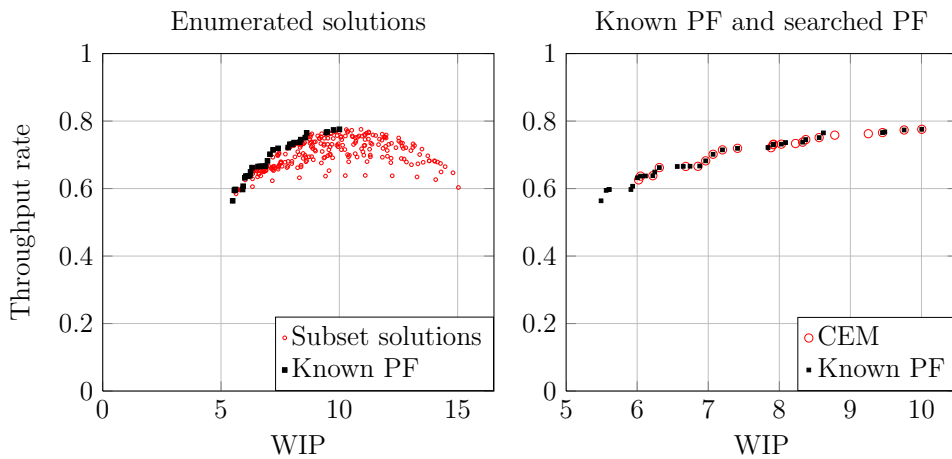 Enumerated solutions
Known PF and searched PF
Throughput rate
1
0.8
0.6
0.4
0.2
0
0
5
10
15
WIP
Subset solutions
Known PF
1
0.8
0.6
0.4
0.2
0
5
6
7
8
9
10
WIP
CEM
Known PF